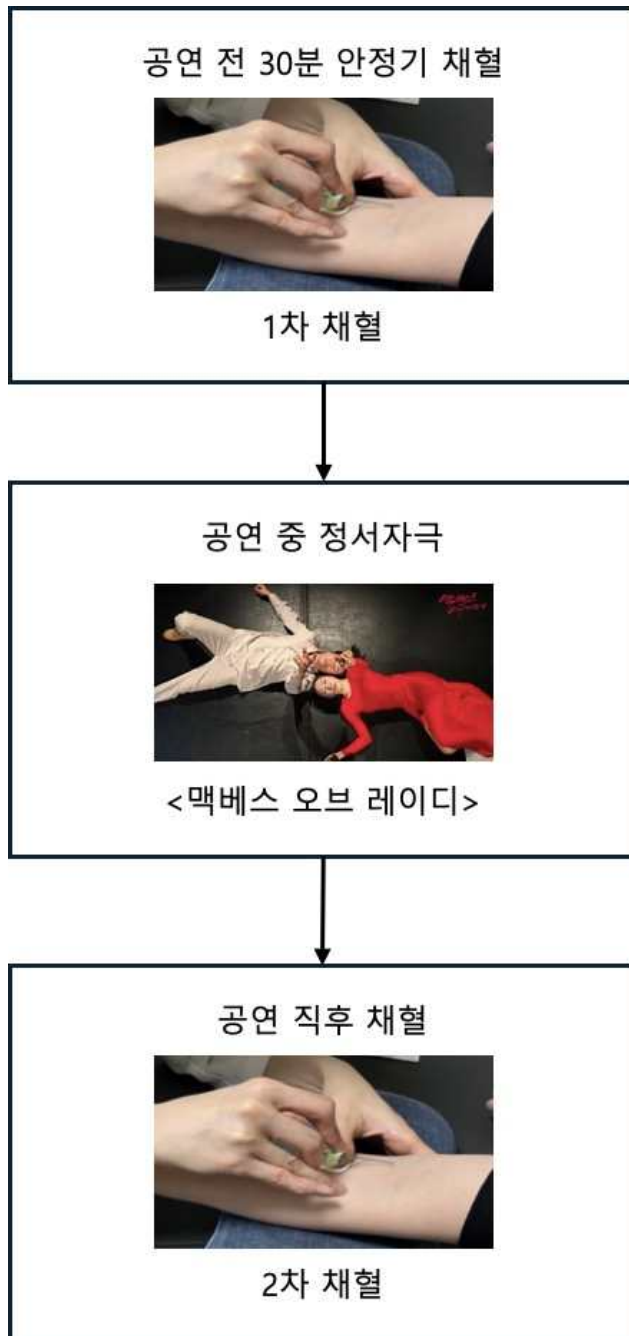 공연 전 30분 안정기 채혈
1차 채혈
공연 중 정서자극
<맥베스 오브 레이디>
공연 직후 채혈
2차 채혈